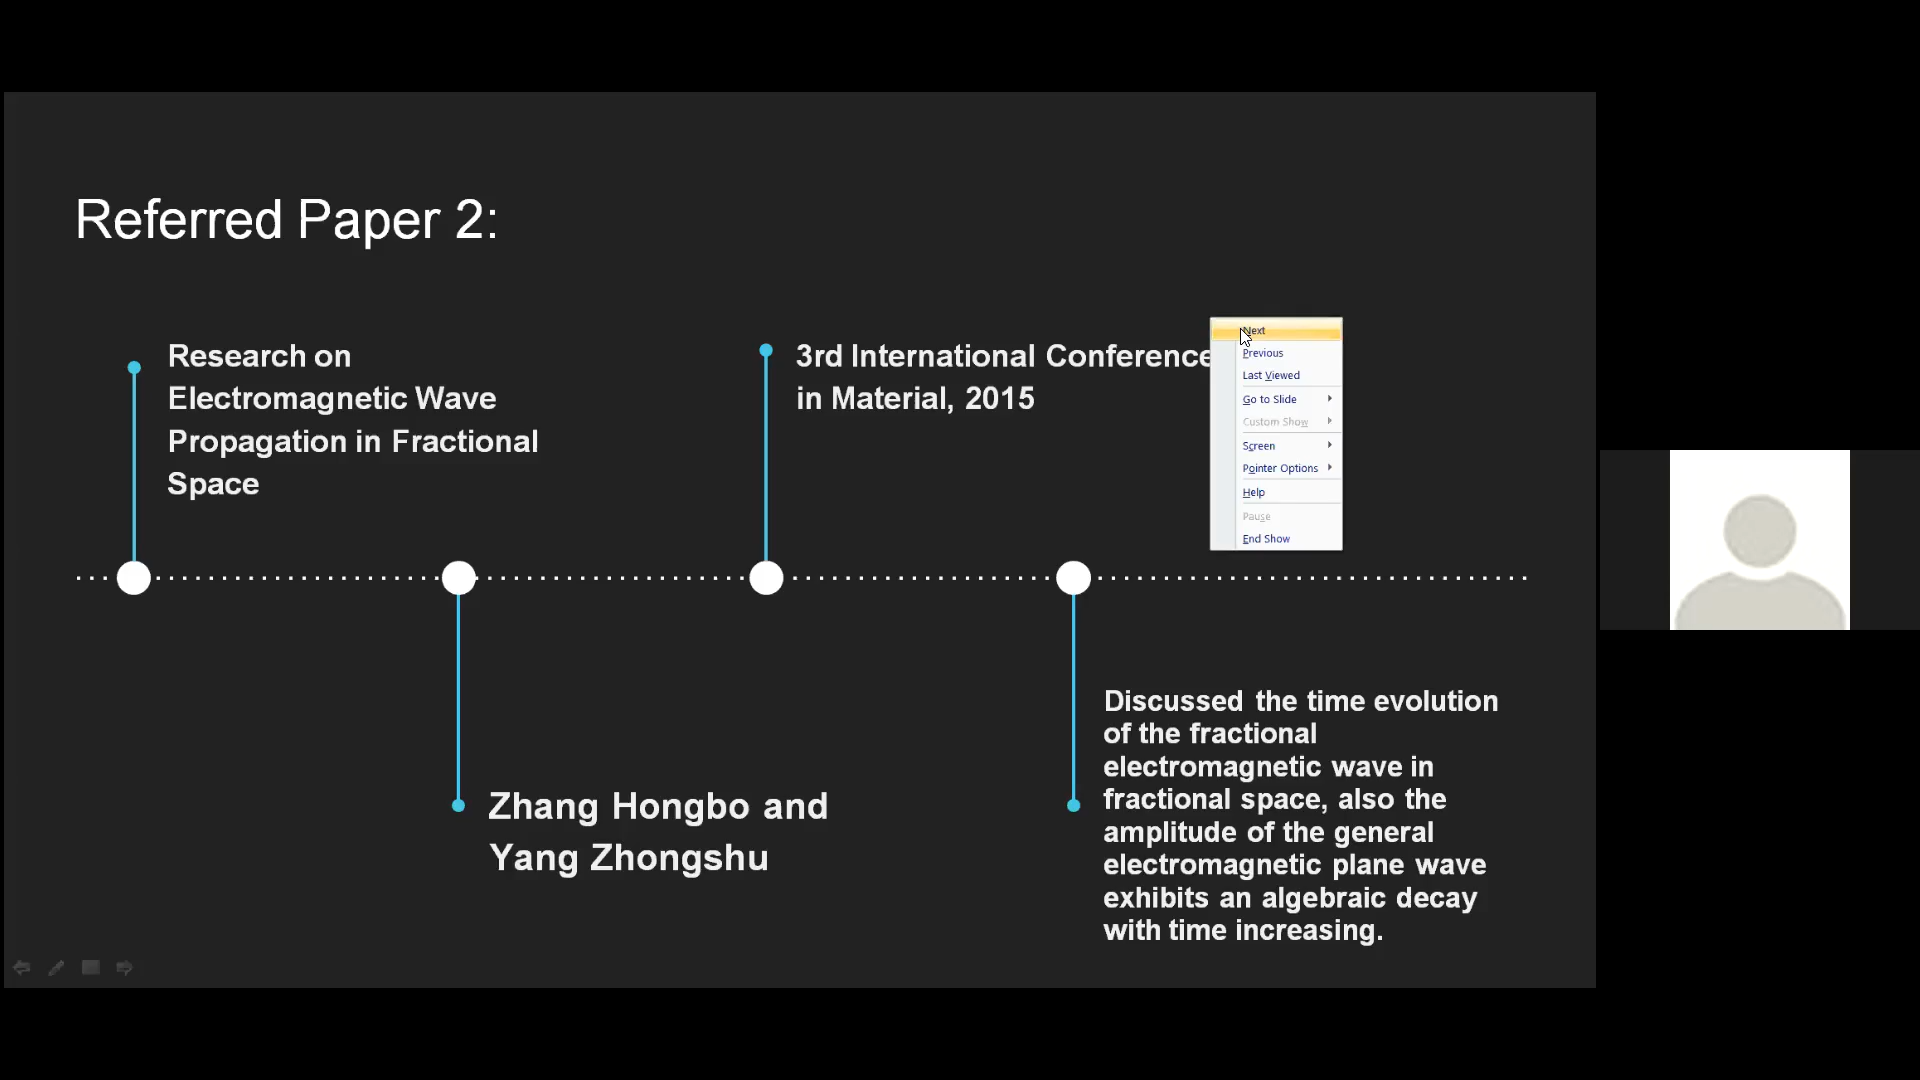 Referred Paper 2:
Research on
Electromagnetic Wave
Propagation in Fractional
Space
3rd International Conference
in Material, 2015
Next
Previous
Last Viewed
Go to Slide
Custom Show
Screen
Pointer Options
Help
Pause
End Show
Zhang Hongbo and
Yang Zhongshu
Discussed the time evolution
of the fractional
electromagnetic wave in
fractional space, also the
amplitude of the general
electromagnetic plane wave
exhibits an algebraic decay
with time increasing.